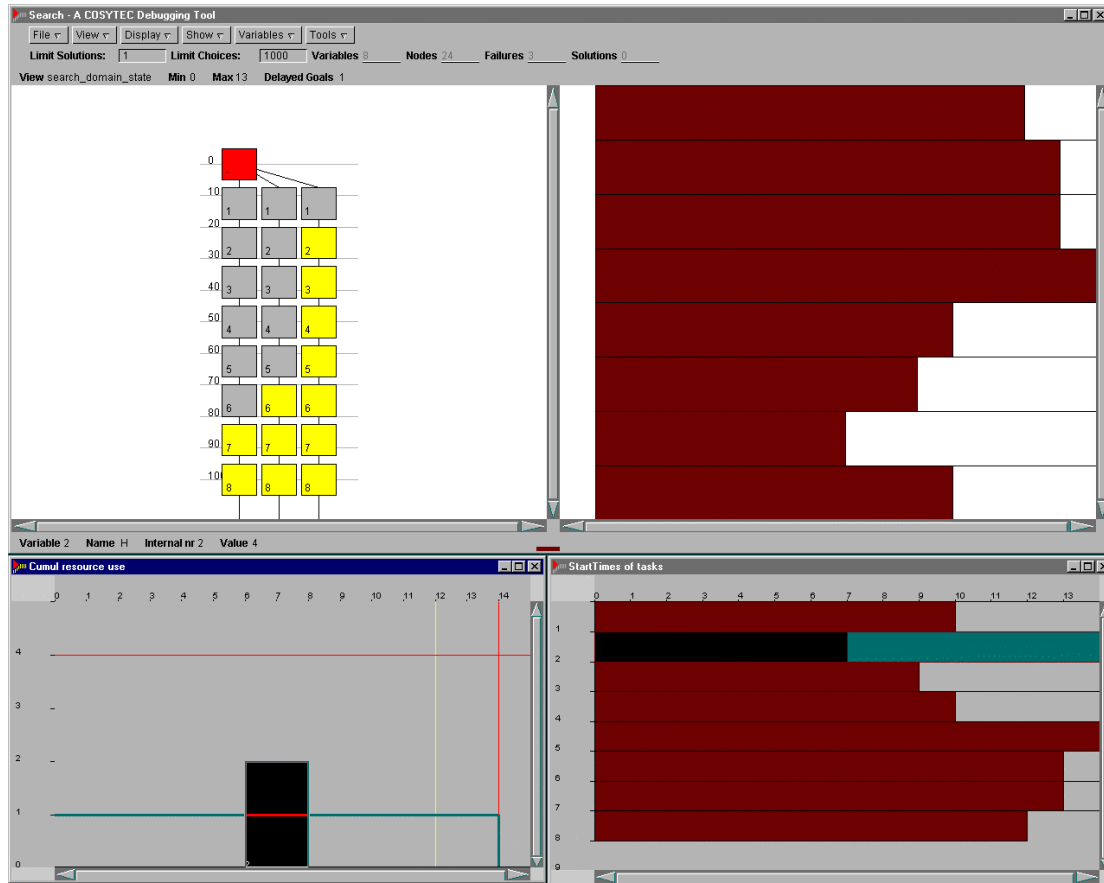 Search - A COSYTEC Debugging Tool
File View Display Show Variables Tools
Limit Solutions: 1 Limit Choices: 1000 Variables 8 Nodes 24 Failures 3 Solutions 0
View search_domain_state Min 0 Max 13 Delayed Goals 1
0
10
1 1 1
20
2 2 2
30
3 3 3
40
4 4 4
50
5 5 5
60
70
6 6 6
80
7 7 7
90
8 8 8
Variable 2 Name H Internal nr 2 Value 4
Cumul resource use
0 1 2 3 4 5 6 7 8 9 10 11 12 13 14
4
3
2
1
0
StartTimes of tasks
0 1 2 3 4 5 6 7 8 9 10 11 12 13
1
2
3
4
5
6
7
8
9